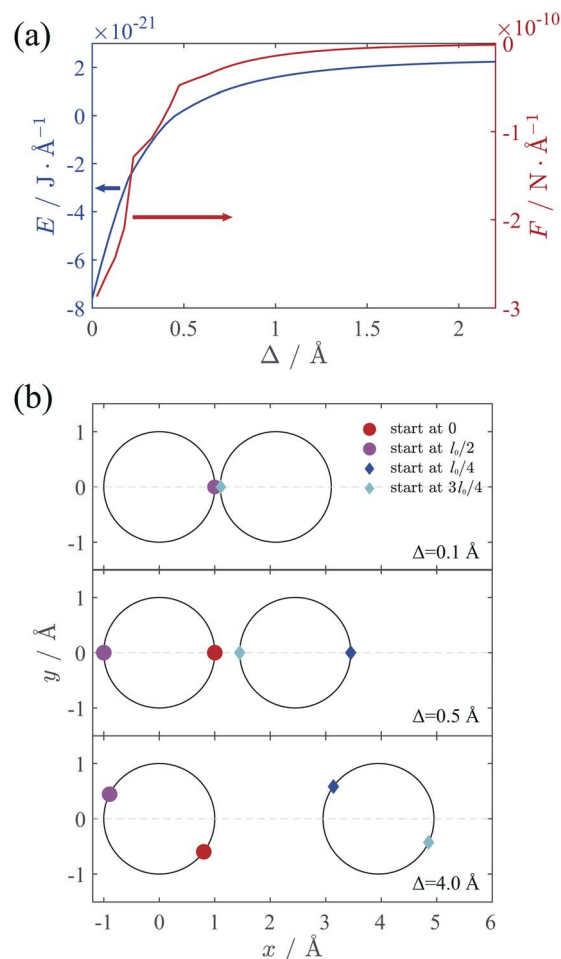 (a)
×10⁻²¹
×10⁻¹⁰
2
0
-2
-4
-6
-8
E / J · Å⁻¹
0
-1
-2
-3
F / N · Å⁻¹
0 0.5 1 1.5 2
Δ / Å
(b)
1
0
-1
start at 0
start at l₀/2
start at l₀/4
start at 3l₀/4
Δ=0.1 Å
1
0
-1
y / Å
Δ=0.5 Å
1
0
-1
Δ=4.0 Å
-1 0 1 2 3 4 5 6
x / Å